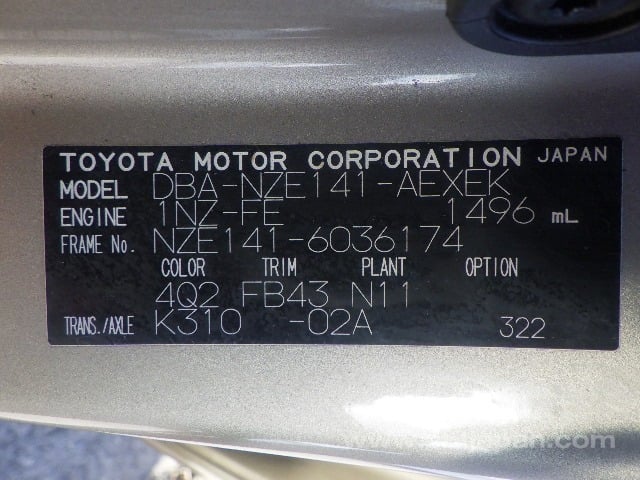 TOYOTA MOTOR CORPORATION JAPAN
MODEL DBA-NZE141-AEXEK
ENGINE 1NZ-FE 1496 mL
FRAME No. NZE141-6036174
COLOR TRIM PLANT OPTION
4Q2 FB43 N11
TRANS./AXLE K310 -02A 322